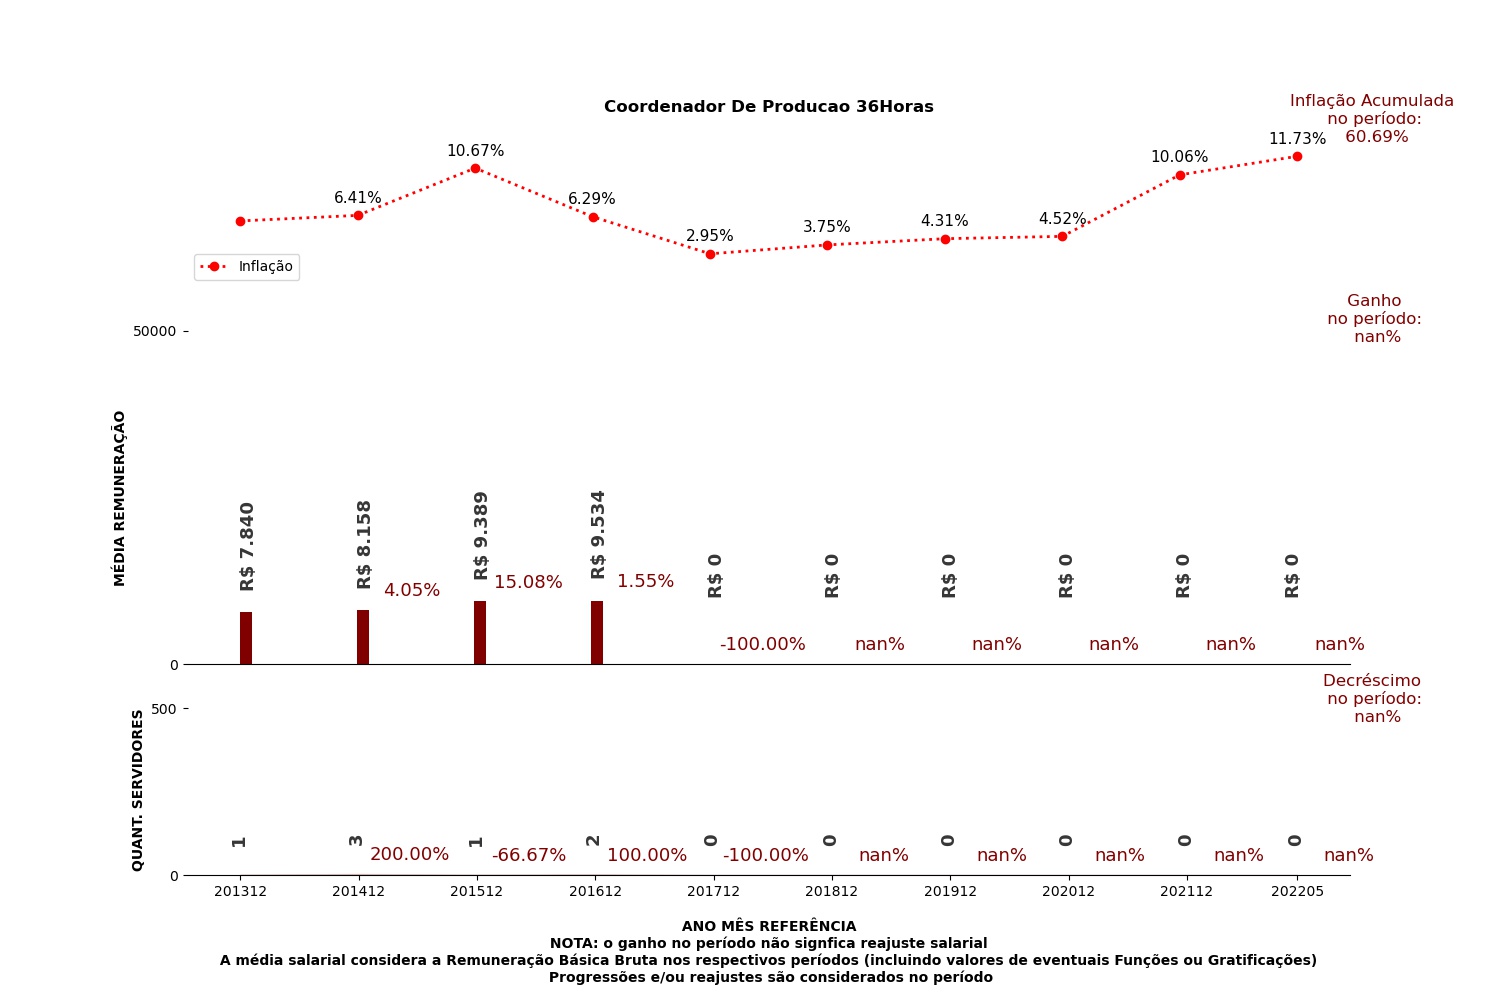 Coordenador De Producao 36Horas
Inflação Acumulada
no período:
60.69%
6.41%
10.67%
6.29%
2.95%
3.75%
4.31%
4.52%
10.06%
11.73%
Inflação
Ganho
no período:
nan%
50000
0
MÉDIA REMUNERAÇÃO
R$ 7.840
R$ 8.158
R$ 9.389
R$ 9.534
R$ 0
R$ 0
R$ 0
R$ 0
R$ 0
R$ 0
4.05%
15.08%
1.55%
-100.00%
nan%
nan%
nan%
nan%
nan%
Decréscimo
no período:
nan%
500
0
QUANT. SERVIDORES
1
3
1
2
0
0
0
0
0
0
200.00%
-66.67%
100.00%
-100.00%
nan%
nan%
nan%
nan%
nan%
201312
201412
201512
201612
201712
201812
201912
202012
202112
202205
ANO MÊS REFERÊNCIA
NOTA: o ganho no período não signfica reajuste salarial
A média salarial considera a Remuneração Básica Bruta nos respectivos períodos (incluindo valores de eventuais Funções ou Gratificações)
Progressões e/ou reajustes são considerados no período